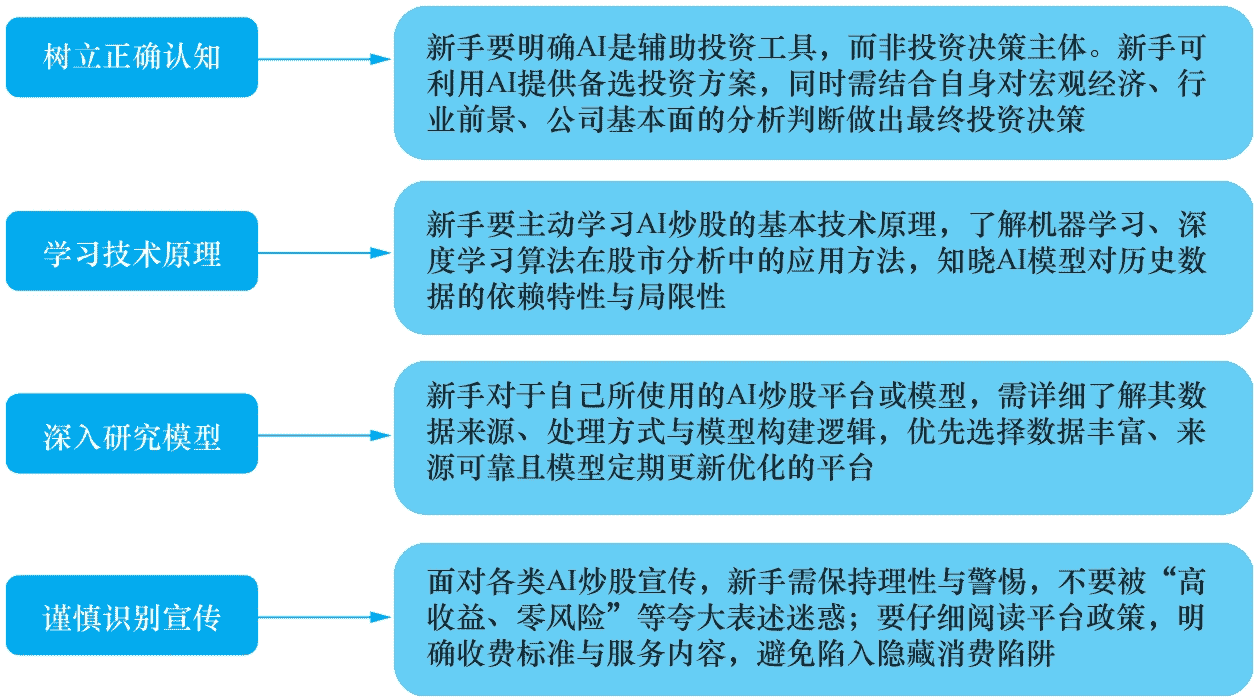 树立正确认知
新手要明确AI是辅助投资工具，而非投资决策主体。新手可
利用AI提供备选投资方案，同时需结合自身对宏观经济、行
业前景、公司基本面的分析判断做出最终投资决策
学习技术原理
新手要主动学习AI炒股的基本技术原理，了解机器学习、深
度学习算法在股市分析中的应用方法，知晓AI模型对历史数
据的依赖特性与局限性
深入研究模型
新手对于自己所使用的AI炒股平台或模型，需详细了解其数
据来源、处理方式与模型构建逻辑，优先选择数据丰富、来
源可靠且模型定期更新优化的平台
谨慎识别宣传
面对各类AI炒股宣传，新手需保持理性与警惕，不要被“高
收益、零风险”等夸大表述迷惑；要仔细阅读平台政策，明
确收费标准与服务内容，避免陷入隐藏消费陷阱